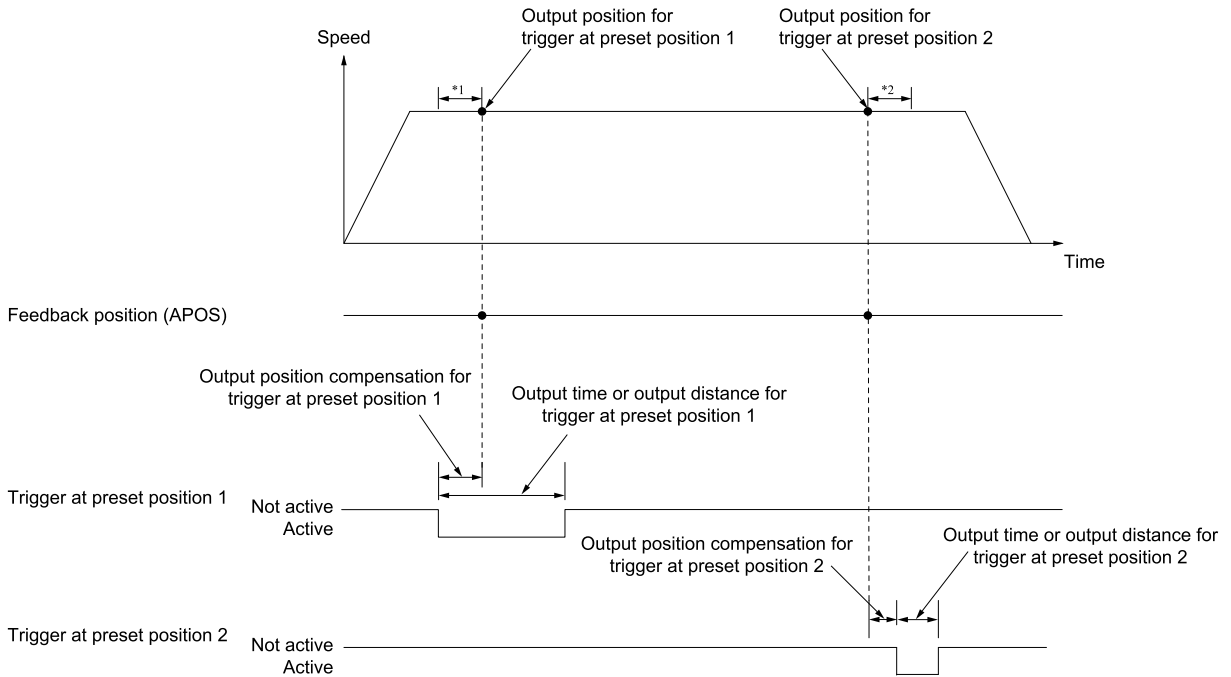 Output position for
trigger at preset position 1
Output position for
trigger at preset position 2
Speed
*1
*2
Time
Feedback position (APOS)
Output position compensation for
trigger at preset position 1
Output time or output distance for
trigger at preset position 1
Trigger at preset position 1
Not active
Active
Output position compensation for
trigger at preset position 2
Output time or output distance for
trigger at preset position 2
Trigger at preset position 2
Not active
Active